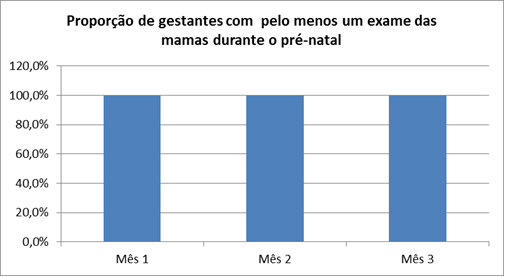 Proporção de gestantes com pelo menos um exame das
mamas durante o pré-natal
120,0%
100,0%
80,0%
60,0%
40,0%
20,0%
0,0%
Mês 1 Mês 2 Mês 3